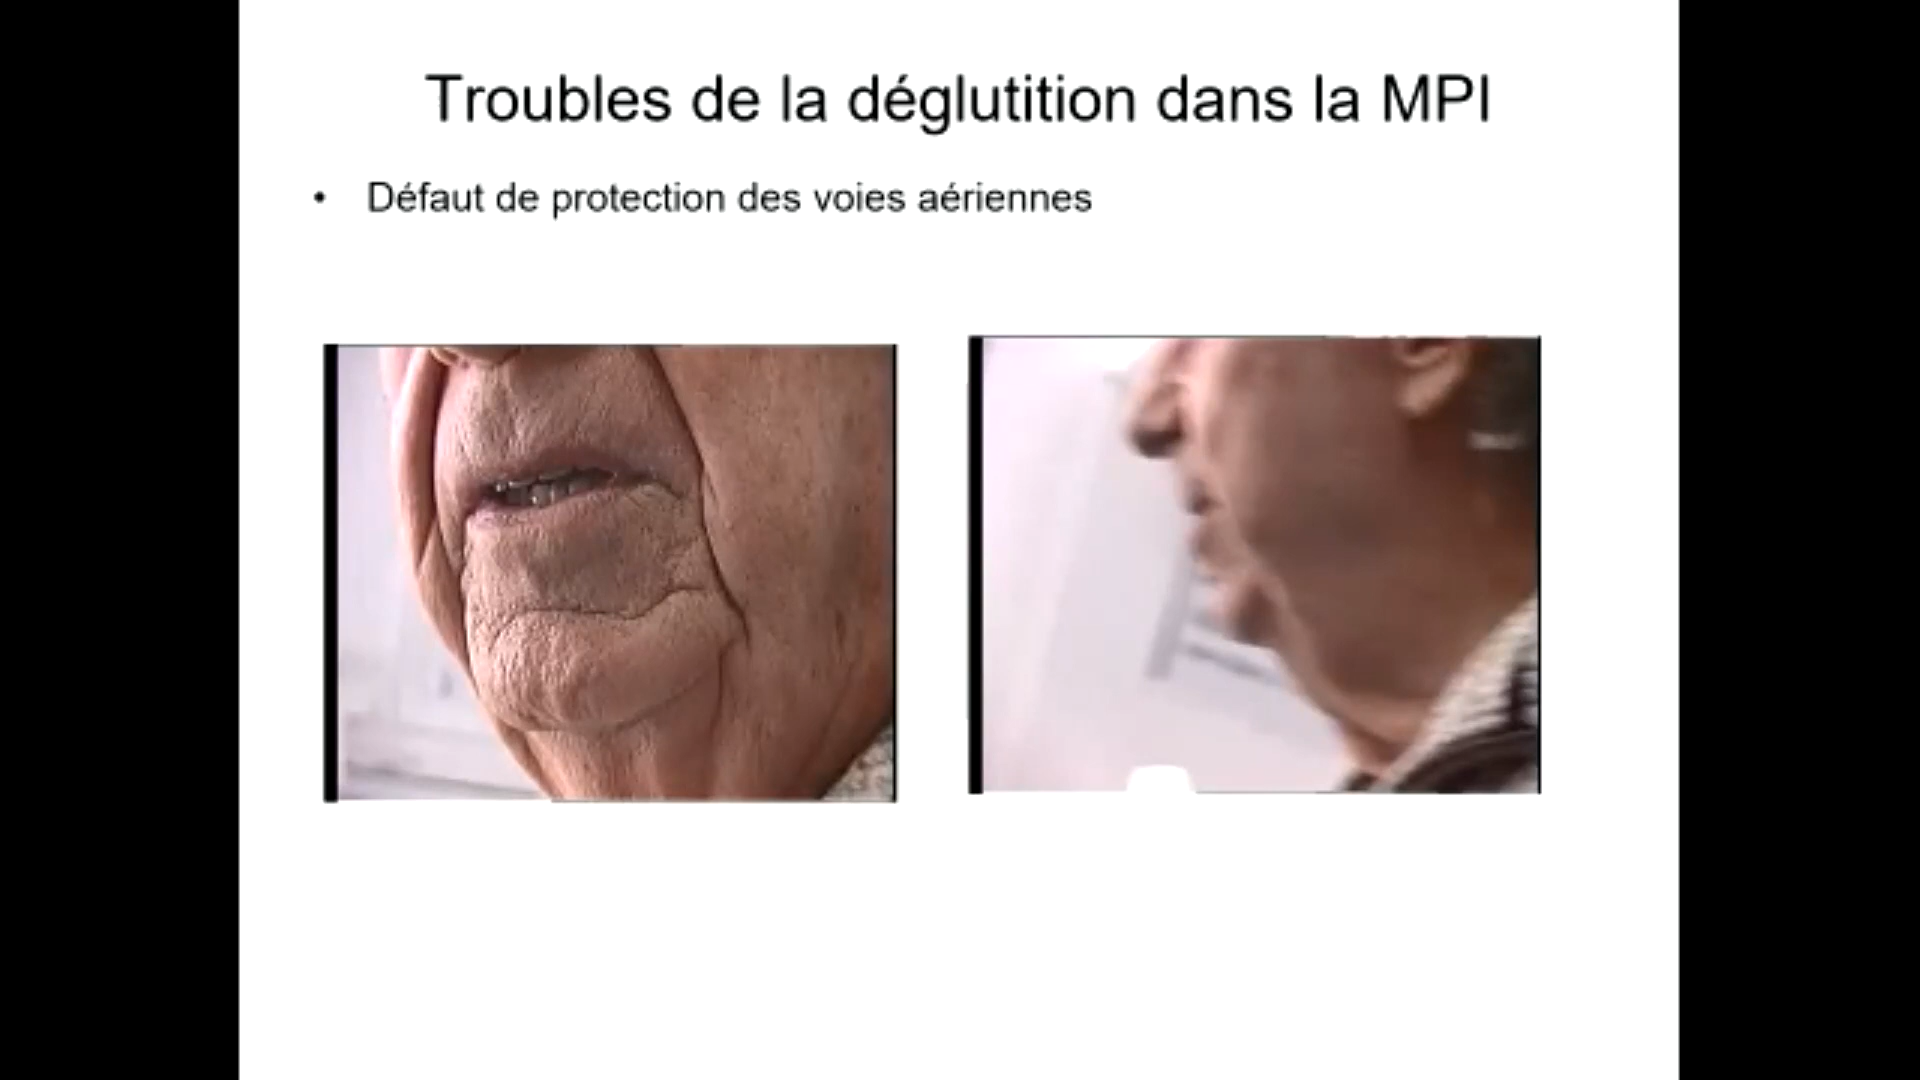 Troubles de la déglutition dans la MPI
• Défaut de protection des voies aériennes